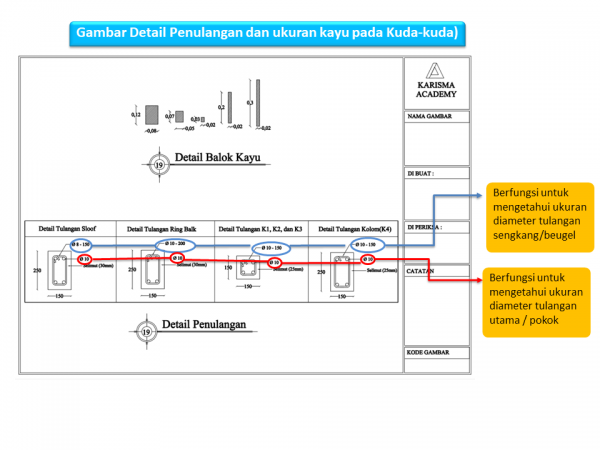 Gambar Detail Penulangan dan ukuran kayu pada Kuda-kuda)
KARISMA
ACADEMY
NAMA GAMBAR
0,12
0,08
0,07
0,05
0,03
0,02
0,2
0,02
0,3
0,02
19
Detail Balok Kayu
DI BUAT :
DI PERIKSA :
CATATAN
KODE GAMBAR
Berfungsi untuk
mengetahui ukuran
diameter tulangan
sengkang/beugel
Berfungsi untuk
mengetahui ukuran
diameter tulangan
utama / pokok
Detail Tulangan Sloof
Ø 8 - 150
Ø 10
Selimut (30mm)
250
150
Detail Tulangan Ring Balk
Ø 10 - 200
Ø 10
Selimut (30mm)
250
150
Detail Tulangan K1, K2, dan K3
Ø 10 - 150
Ø 10
Selimut (25mm)
150
150
Detail Tulangan Kolom(K4)
Ø 10 - 150
Ø 10
Selimut (25mm)
250
150
19
Detail Penulangan